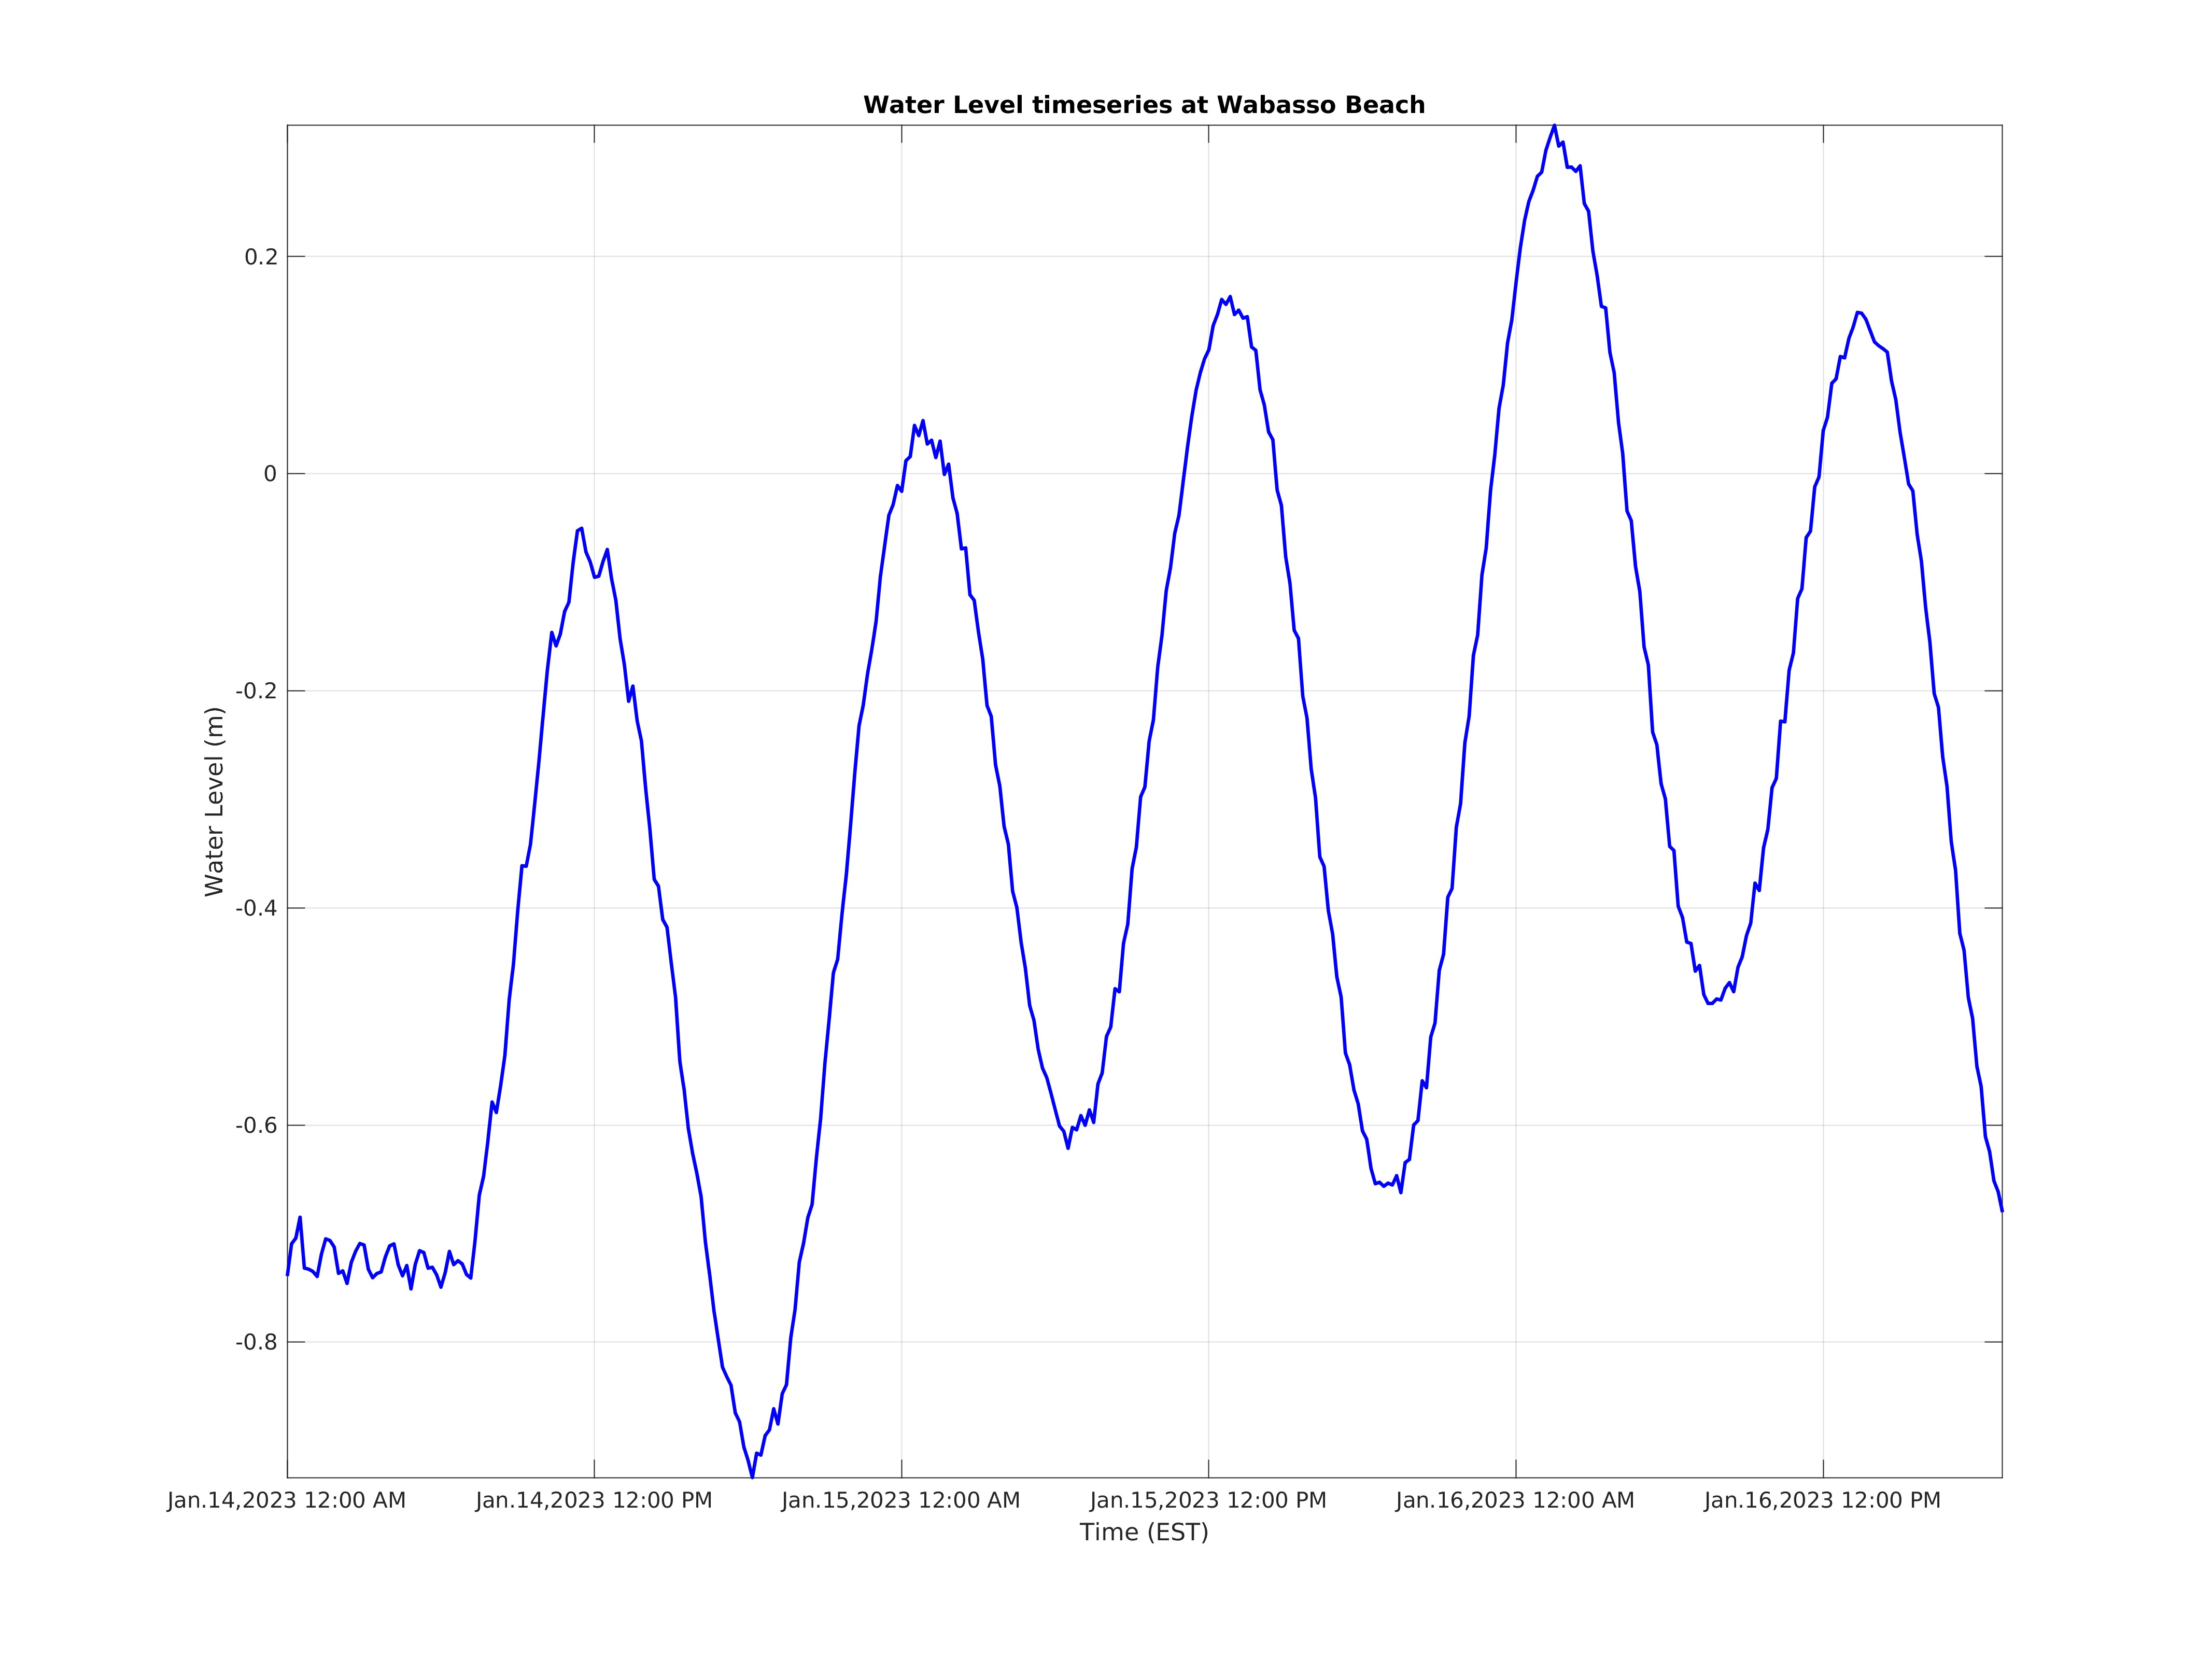 Water Level timeseries at Wabasso Beach
0.2
0
-0.2
-0.4
-0.6
-0.8
Water Level (m)
Jan.14,2023 12:00 AM
Jan.14,2023 12:00 PM
Jan.15,2023 12:00 AM
Jan.15,2023 12:00 PM
Jan.16,2023 12:00 AM
Jan.16,2023 12:00 PM
Time (EST)